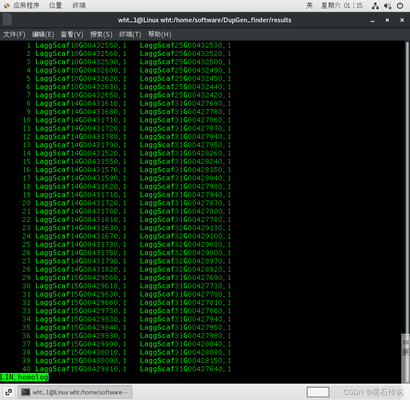 应用程序 位置 终端 英 星期六 01:15
wht_1@Linux wht:/home/software/DupGen_finder/results
文件(F) 编辑(E) 查看(V) 搜索(S) 终端(T) 帮助(H)
1 LaggScaf10G00432550.1 LaggScaf25G00432530.1
2 LaggScaf10G00432560.1 LaggScaf25G00432520.1
3 LaggScaf10G00432590.1 LaggScaf25G00432500.1
4 LaggScaf10G00432600.1 LaggScaf25G00432490.1
5 LaggScaf10G00432620.1 LaggScaf25G00432450.1
6 LaggScaf10G00432630.1 LaggScaf25G00432440.1
7 LaggScaf10G00432650.1 LaggScaf25G00432420.1
8 LaggScaf14G00431610.1 LaggScaf31G00427690.1
9 LaggScaf14G00431680.1 LaggScaf31G00427780.1
10 LaggScaf14G00431710.1 LaggScaf31G00427860.1
11 LaggScaf14G00431720.1 LaggScaf31G00427870.1
12 LaggScaf14G00431780.1 LaggScaf31G00427940.1
13 LaggScaf14G00431790.1 LaggScaf31G00427950.1
14 LaggScaf14G00431520.1 LaggScaf31G00428260.1
15 LaggScaf14G00431550.1 LaggScaf31G00428240.1
16 LaggScaf14G00431570.1 LaggScaf31G00428150.1
17 LaggScaf14G00431590.1 LaggScaf31G00428040.1
18 LaggScaf14G00431620.1 LaggScaf31G00427980.1
19 LaggScaf14G00431710.1 LaggScaf31G00427940.1
20 LaggScaf14G00431720.1 LaggScaf31G00427870.1
21 LaggScaf14G00431780.1 LaggScaf31G00427800.1
22 LaggScaf14G00431810.1 LaggScaf31G00427780.1
23 LaggScaf14G00431630.1 LaggScaf32G00429130.1
24 LaggScaf14G00431670.1 LaggScaf32G00429100.1
25 LaggScaf14G00431730.1 LaggScaf32G00429030.1
26 LaggScaf14G00431750.1 LaggScaf32G00429000.1
27 LaggScaf14G00431790.1 LaggScaf32G00428970.1
28 LaggScaf14G00431820.1 LaggScaf32G00428920.1
29 LaggScaf15G00429560.1 LaggScaf31G00427690.1
30 LaggScaf15G00429610.1 LaggScaf31G00427730.1
31 LaggScaf15G00429630.1 LaggScaf31G00427780.1
32 LaggScaf15G00429660.1 LaggScaf31G00427810.1
33 LaggScaf15G00429730.1 LaggScaf31G00427860.1
34 LaggScaf15G00429830.1 LaggScaf31G00427940.1
35 LaggScaf15G00429840.1 LaggScaf31G00427950.1
36 LaggScaf15G00429930.1 LaggScaf31G00427980.1
37 LaggScaf15G00429990.1 LaggScaf31G00428040.1
38 LaggScaf15G00430010.1 LaggScaf31G00428080.1
39 LaggScaf15G00430090.1 LaggScaf31G00428150.1
40 LaggScaf15G00429810.1 LaggScaf31G00427640.1
LIN.homolog
wht_1@Linux wht:/home/software···
CSDN @星石传说